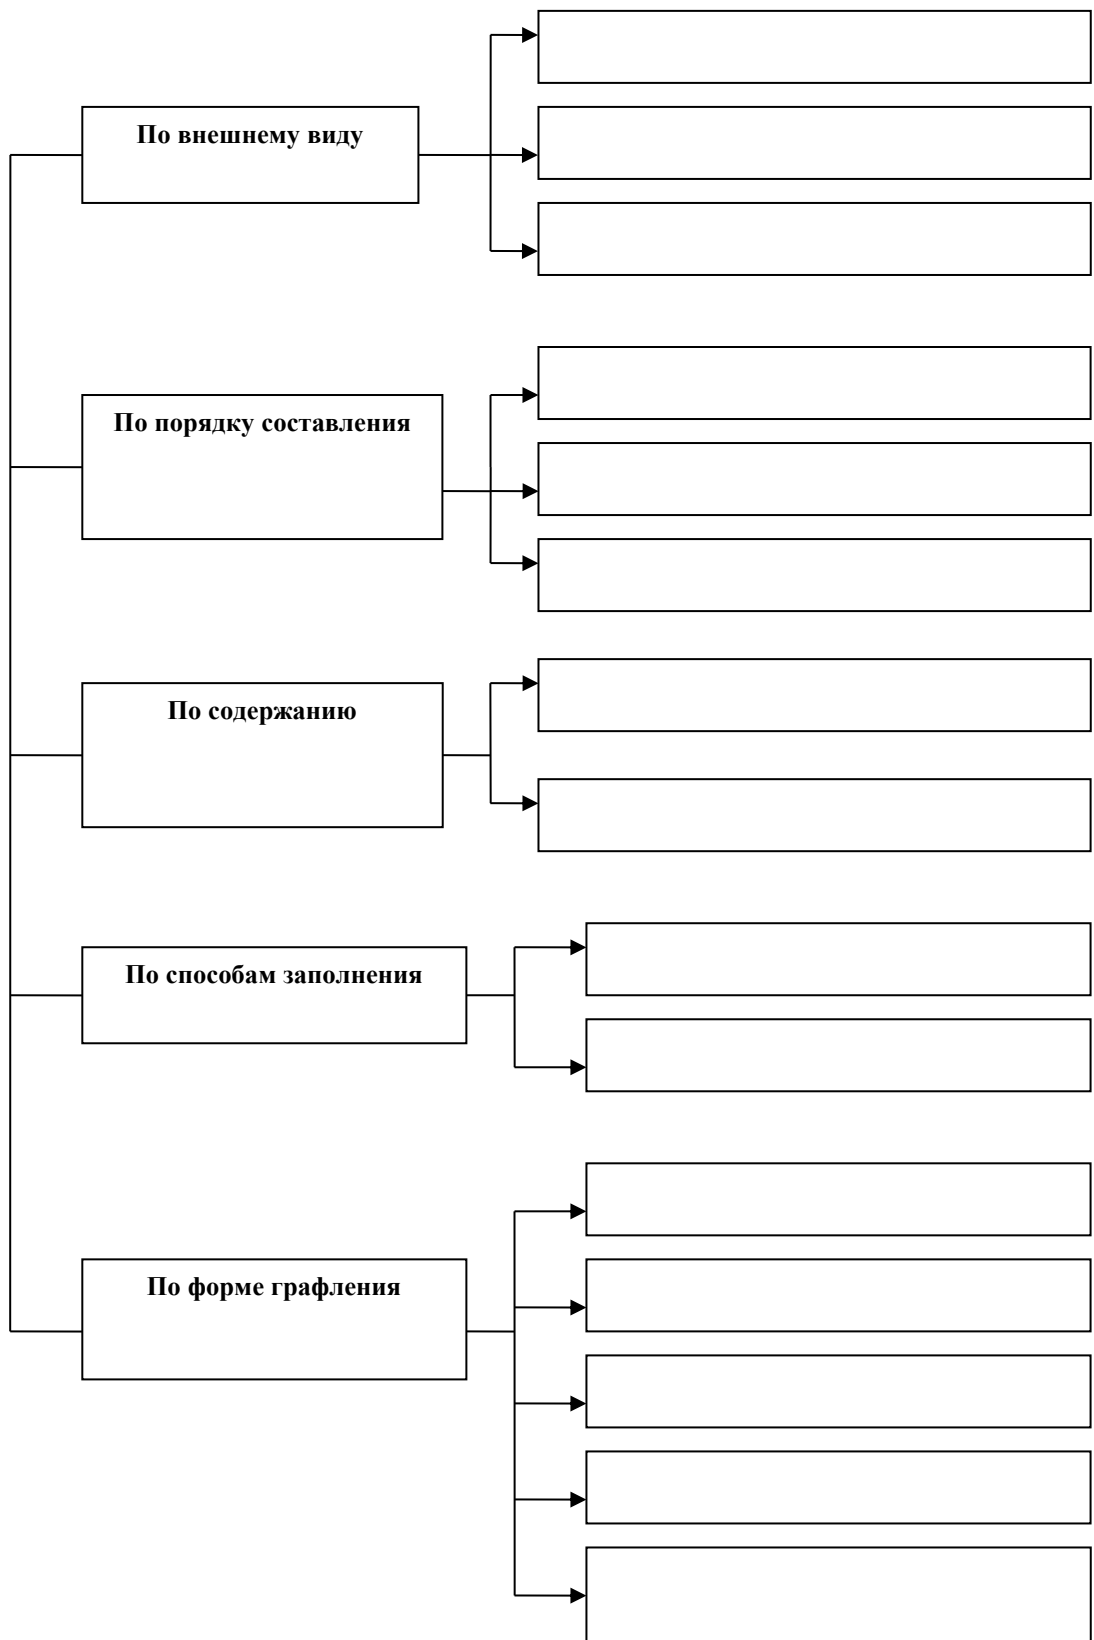 По внешнему виду
По порядку составления
По содержанию
По способам заполнения
По форме графления